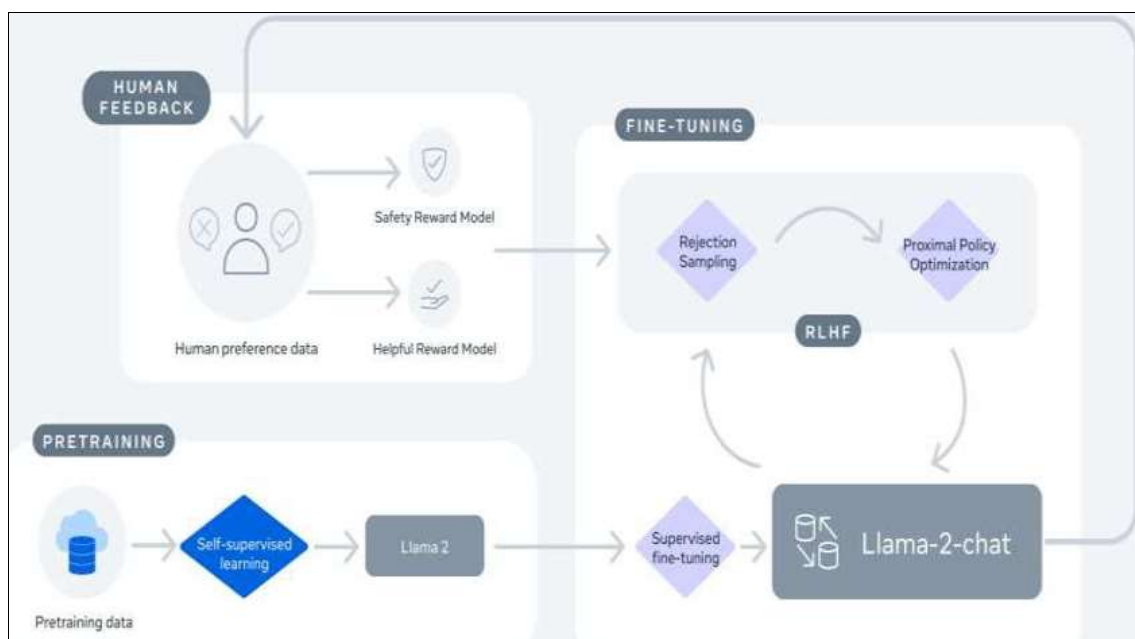 HUMAN
FEEDBACK
Safety Reward Model
Human preference data
Helpful Reward Model
FINE-TUNING
Rejection
Sampling
Proximal Policy
Optimization
RLHF
PRETRAINING
Self-supervised
learning
Llama 2
Pretraining data
Supervised
fine-tuning
Llama-2-chat